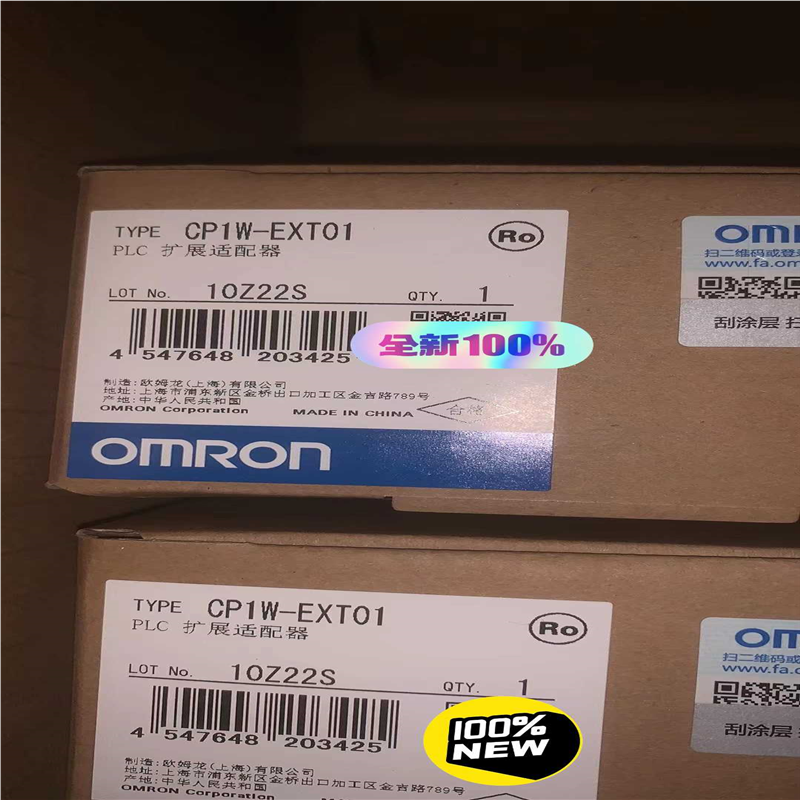 TYPE CP1W-EXT01
Ro
PLC 扩展适配器
LOT No. 10Z22S
QTY. 1
4 547648 203425
全新100%
制造:欧姆龙(上海)有限公司
地址:上海市浦东新区金桥出口加工区金吉路789号
产地:中华人民共和国
OMRON Corporation
MADE IN CHINA
合格
OMRON
OM
扫二维码或登
www.fa.om
刮涂层 扫
TYPE CP1W-EXT01
Ro
PLC 扩展适配器
LOT No. 10Z22S
QTY. 1
4 547648 203425
100%
NEW
制造:欧姆龙(上海)有限公司
地址:上海市浦东新区金桥出口加工区金吉路789号
产地:中华人民共和国
OMRON Corporation
OM
扫二维码或
www.fa.
刮涂层